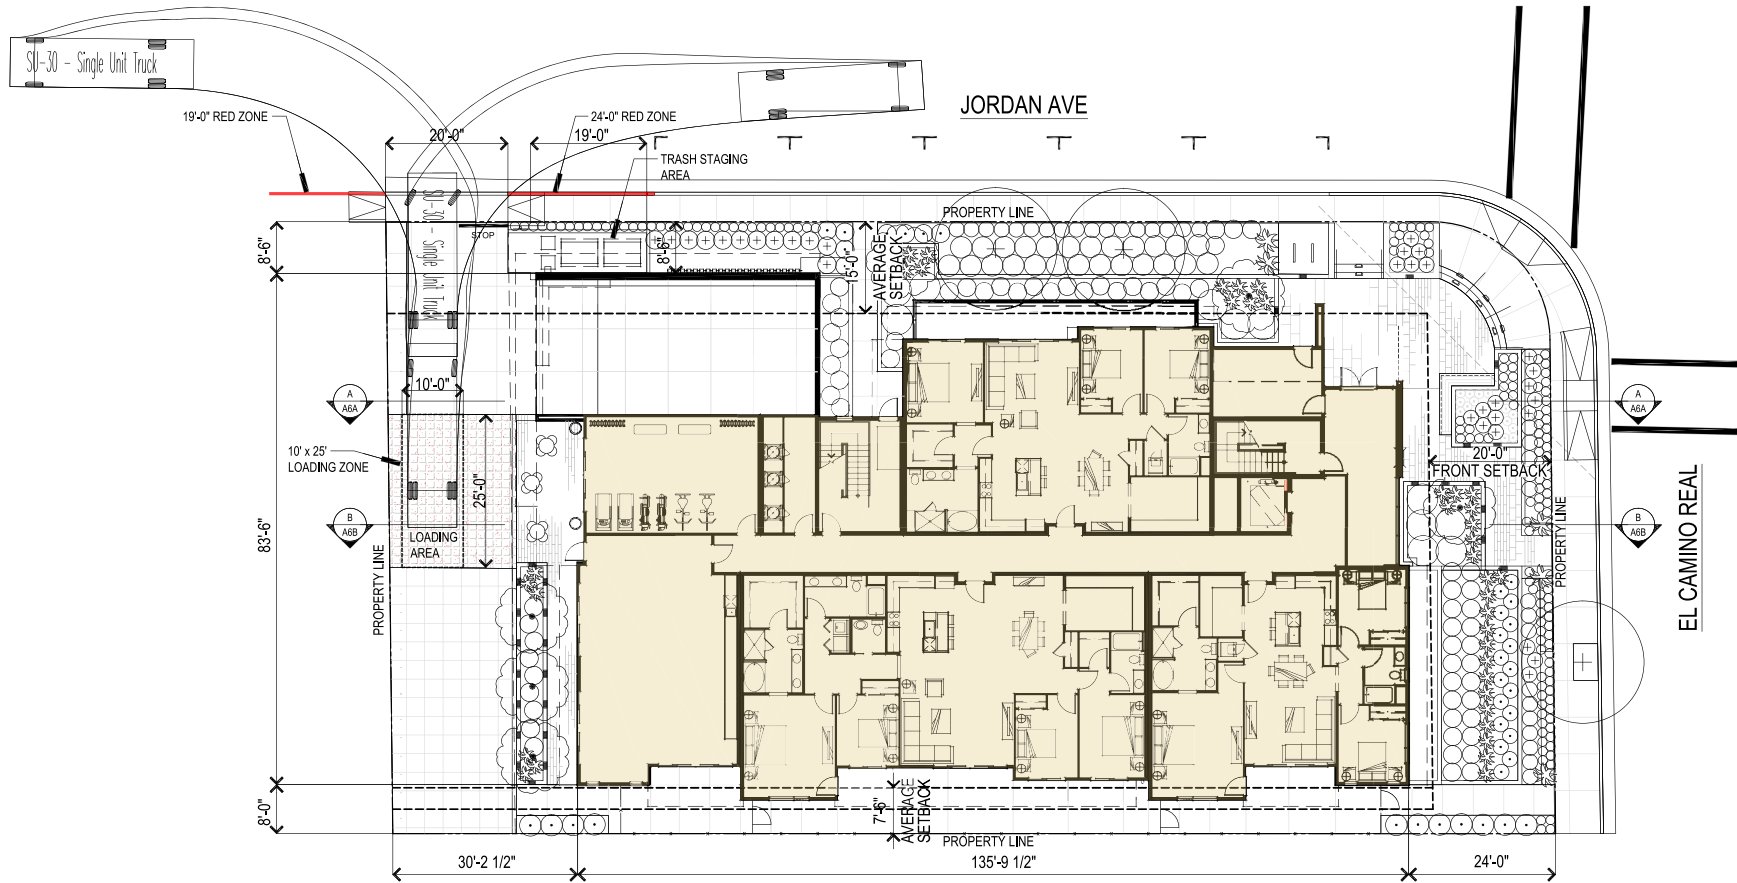 SU-30 - Single Unit Truck
JORDAN AVE
19'-0" RED ZONE
24'-0" RED ZONE
20'-0"
19'-0"
TRASH STAGING
AREA
SU-30 - Single Unit Truck
STOP
PROPERTY LINE
8'-6"
8'-6"
15'-0"
AVERAGE
SETBACK
10'-0"
A
A6A
A
A6A
10' x 25'
LOADING ZONE
25'-0"
20'-0"
FRONT SETBACK
B
A6B
B
A6B
LOADING
AREA
83'-6"
PROPERTY LINE
PROPERTY LINE
EL CAMINO REAL
8'-0"
7'-6"
AVERAGE
SETBACK
PROPERTY LINE
30'-2 1/2"
135'-9 1/2"
24'-0"